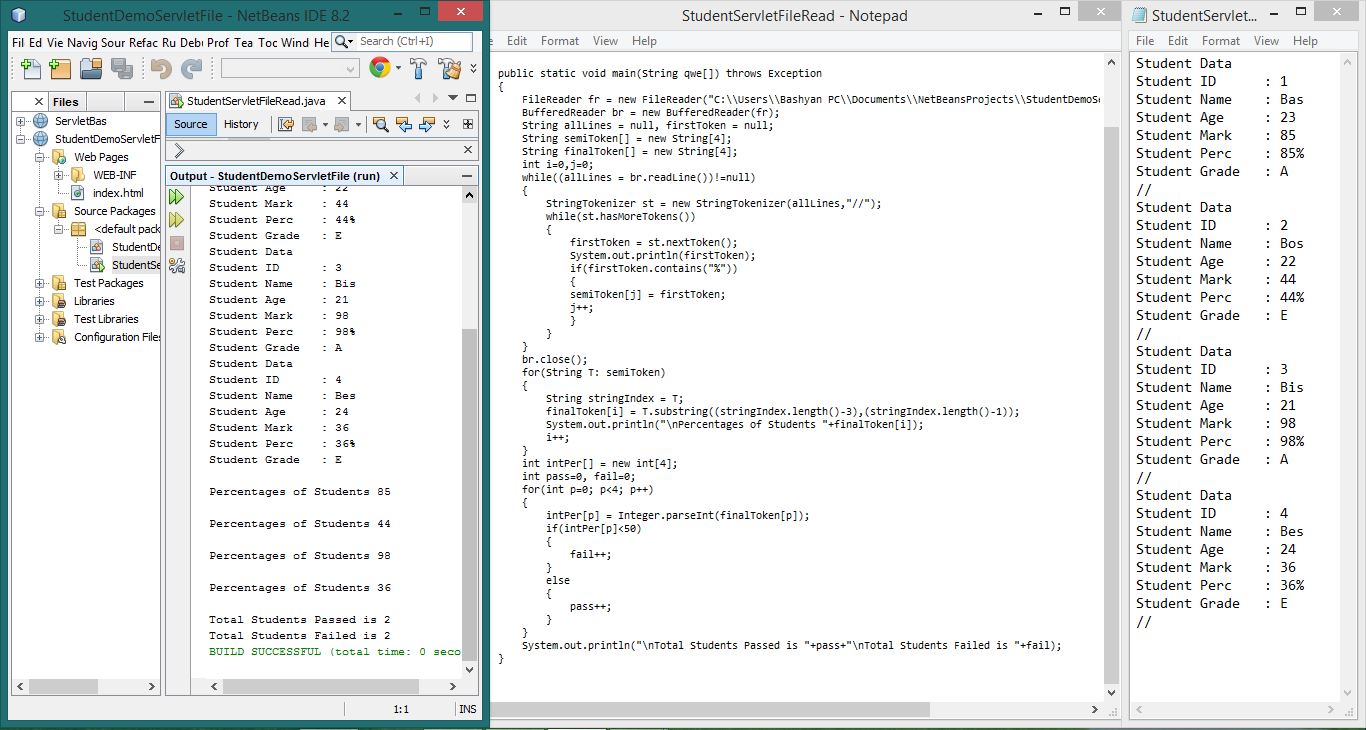 StudentDemoServletFile - NetBeans IDE 8.2
Fil Ed Vie Navig Sour Refac Ru Debu Prof Tea Toc Wind He
Search (Ctrl+I)
Files
ServletBas
StudentDemoServletF
Web Pages
WEB-INF
index.html
Source Packages
<default pack
StudentDe
StudentSe
Test Packages
Libraries
Test Libraries
Configuration Files
StudentServletFileRead.java
Source History
Output - StudentDemoServletFile (run)
Student Age : 22
Student Mark : 44
Student Perc : 44%
Student Grade : E
Student Data
Student ID : 3
Student Name : Bis
Student Age : 21
Student Mark : 98
Student Perc : 98%
Student Grade : A
Student Data
Student ID : 4
Student Name : Bes
Student Age : 24
Student Mark : 36
Student Perc : 36%
Student Grade : E
Percentages of Students 85
Percentages of Students 44
Percentages of Students 98
Percentages of Students 36
Total Students Passed is 2
Total Students Failed is 2
BUILD SUCCESSFUL (total time: 0 seco
1:1 INS
StudentServletFileRead - Notepad
Edit Format View Help
public static void main(String qwe[]) throws Exception
{
FileReader fr = new FileReader("C:\\Users\\Bashyan PC\\Documents\\NetBeansProjects\\StudentDemoSe
BufferedReader br = new BufferedReader(fr);
String allLines = null, firstToken = null;
String semiToken[] = new String[4];
String finalToken[] = new String[4];
int i=0,j=0;
while((allLines = br.readLine())!=null)
{
StringTokenizer st = new StringTokenizer(allLines,"//");
while(st.hasMoreTokens())
{
firstToken = st.nextToken();
System.out.println(firstToken);
if(firstToken.contains("%"))
{
semiToken[j] = firstToken;
j++;
}
}
}
br.close();
for(String T: semiToken)
{
String stringIndex = T;
finalToken[i] = T.substring((stringIndex.length()-3),(stringIndex.length()-1));
System.out.println("\nPercentages of Students "+finalToken[i]);
i++;
}
int intPer[] = new int[4];
int pass=0, fail=0;
for(int p=0; p<4; p++)
{
intPer[p] = Integer.parseInt(finalToken[p]);
if(intPer[p]<50)
{
fail++;
}
else
{
pass++;
}
}
System.out.println("\nTotal Students Passed is "+pass+"\nTotal Students Failed is "+fail);
}
StudentServlet...
File Edit Format View Help
Student Data
Student ID : 1
Student Name : Bas
Student Age : 23
Student Mark : 85
Student Perc : 85%
Student Grade : A
//
Student Data
Student ID : 2
Student Name : Bos
Student Age : 22
Student Mark : 44
Student Perc : 44%
Student Grade : E
//
Student Data
Student ID : 3
Student Name : Bis
Student Age : 21
Student Mark : 98
Student Perc : 98%
Student Grade : A
//
Student Data
Student ID : 4
Student Name : Bes
Student Age : 24
Student Mark : 36
Student Perc : 36%
Student Grade : E
//